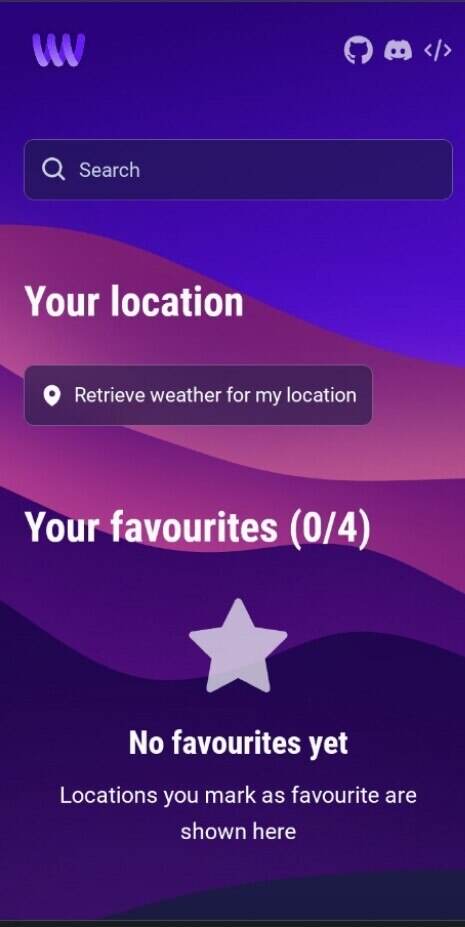 Search
Your location
Retrieve weather for my location
Your favourites (0/4)
No favourites yet
Locations you mark as favourite are
shown here